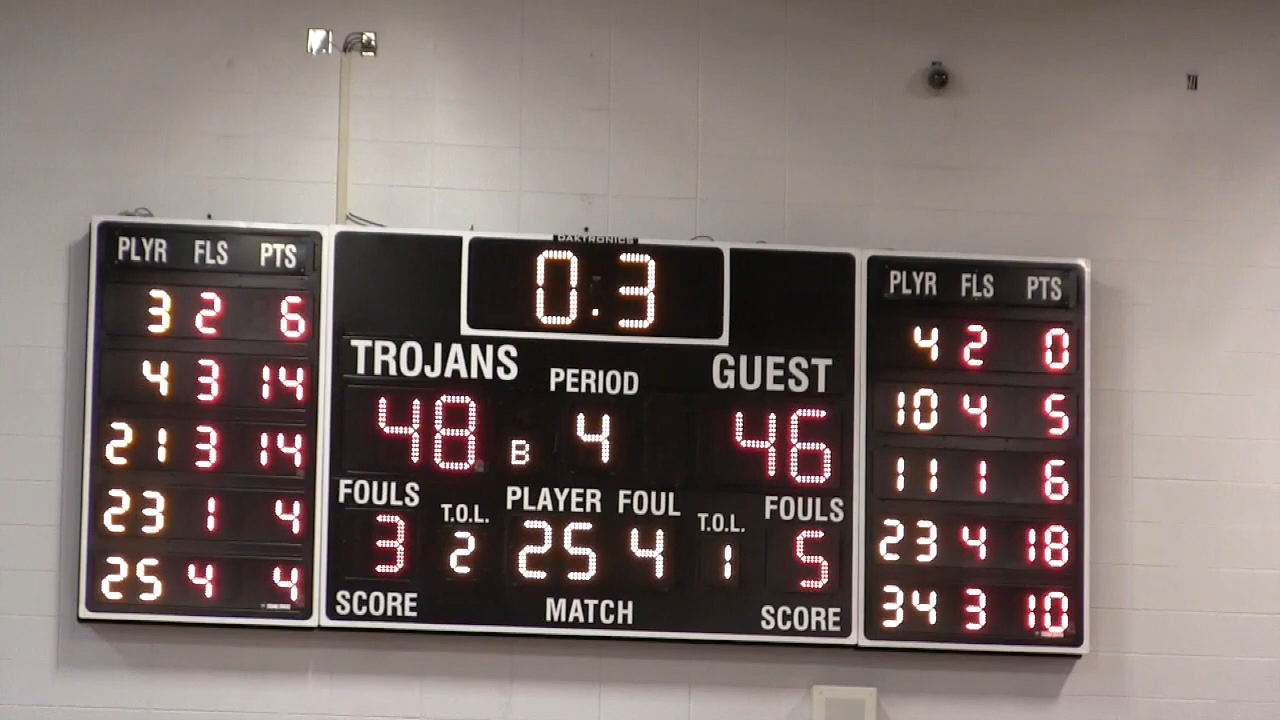 DAKTRONICS
PLYR FLS PTS
3 2 6
4 3 14
21 3 14
23 1 4
25 4 4
0.3
TROJANS PERIOD GUEST
48 B 4 46
FOULS T.O.L. PLAYER FOUL T.O.L. FOULS
3 2 25 4 1 5
SCORE MATCH SCORE
PLYR FLS PTS
4 2 0
10 4 5
11 1 6
23 4 18
34 3 10